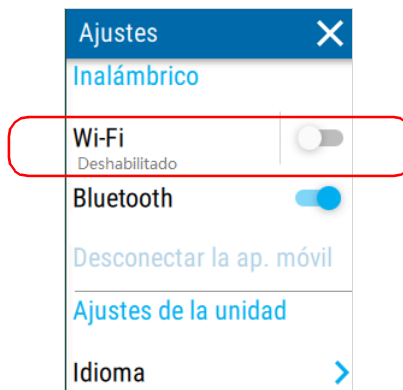 Ajustes
Inalámbrico
Wi-Fi
Deshabilitado
Bluetooth
Desconectar la ap. móvil
Ajustes de la unidad
Idioma